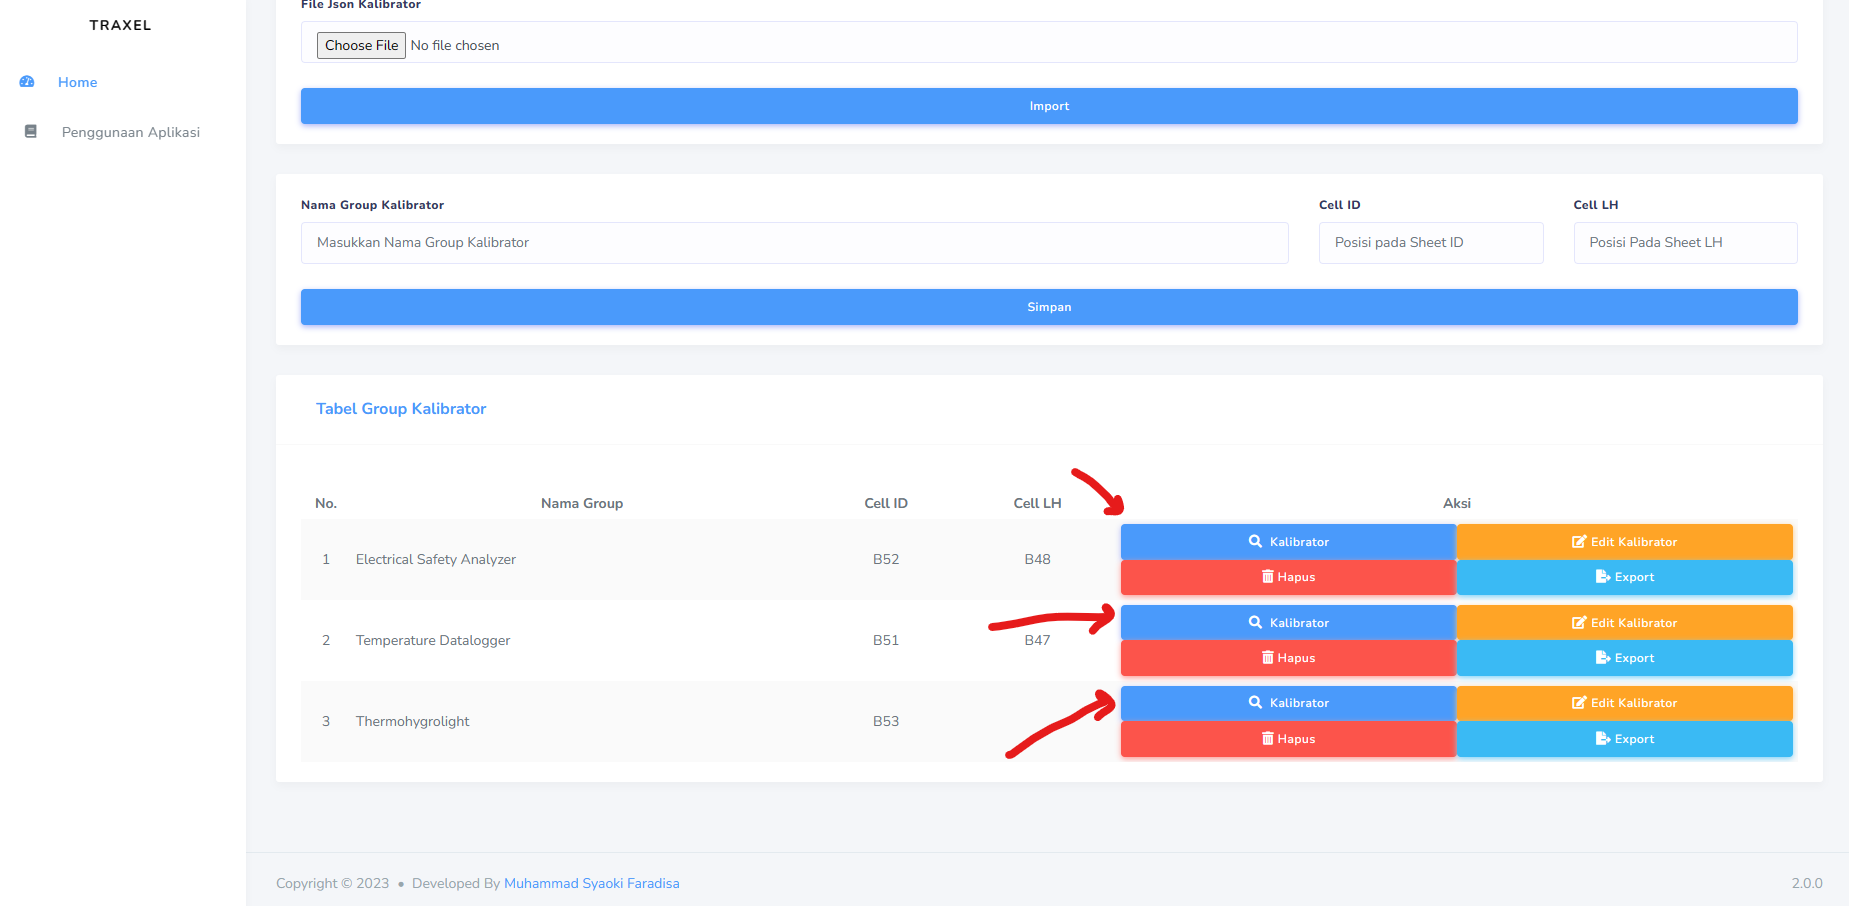 TRAXEL
Home
Penggunaan Aplikasi
File Json Kalibrator
Choose File No file chosen
Import
Nama Group Kalibrator
Cell ID
Cell LH
Masukkan Nama Group Kalibrator
Posisi pada Sheet ID
Posisi Pada Sheet LH
Simpan
Tabel Group Kalibrator
No. Nama Group Cell ID Cell LH Aksi
1 Electrical Safety Analyzer B52 B48
Kalibrator Edit Kalibrator
Hapus Export
2 Temperature Datalogger B51 B47
Kalibrator Edit Kalibrator
Hapus Export
3 Thermohygrolight B53
Kalibrator Edit Kalibrator
Hapus Export
Copyright © 2023 • Developed By Muhammad Syaoki Faradisa
2.0.0